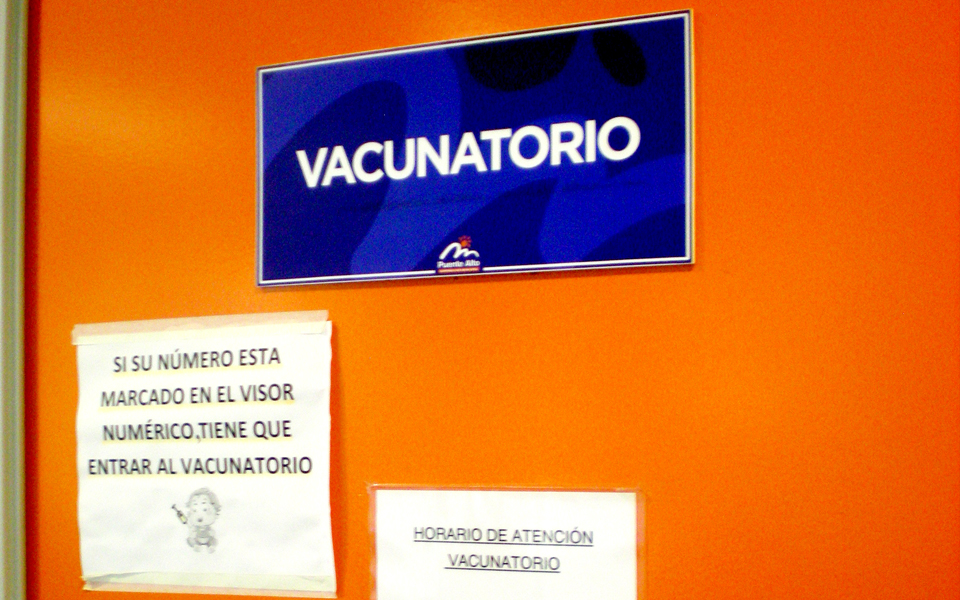 VACUNATORIO
Puente Alto
SI SU NÚMERO ESTA
MARCADO EN EL VISOR
NUMÉRICO,TIENE QUE
ENTRAR AL VACUNATORIO
HORARIO DE ATENCIÓN
VACUNATORIO